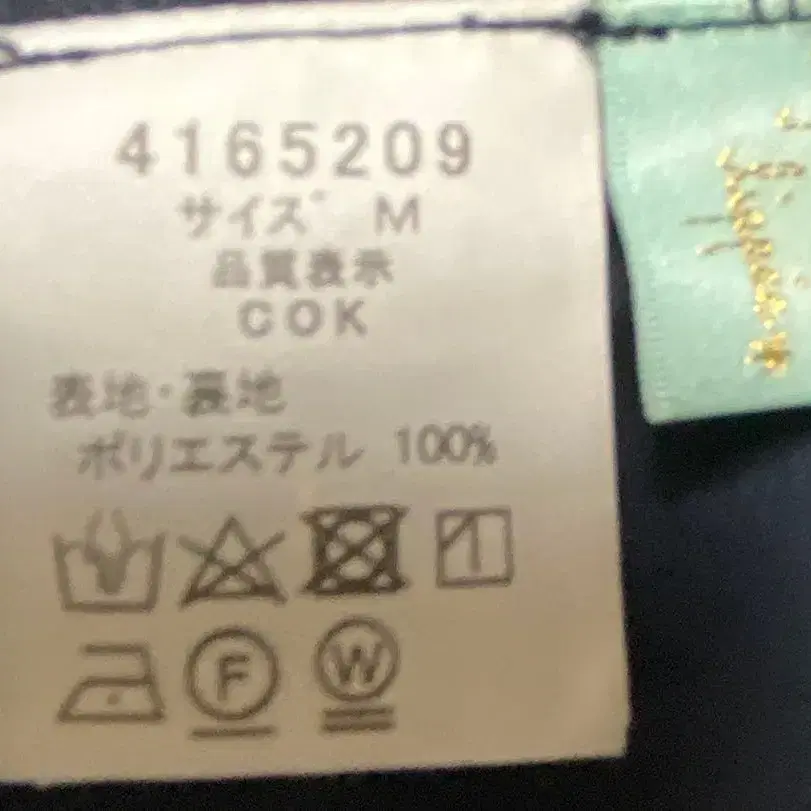 4165209
サイズ M
品質表示
COK
表地・裏地
ポリエステル 100%
F
W